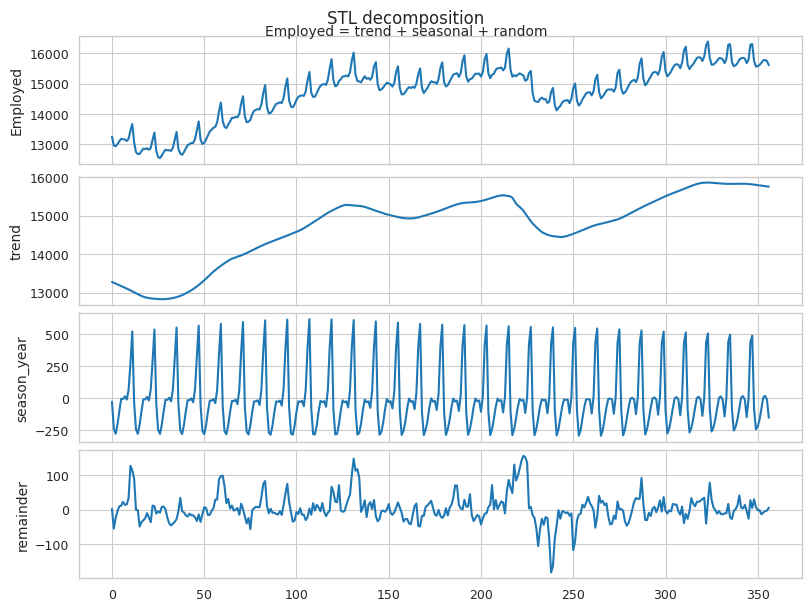 STL decomposition
Employed = trend + seasonal + random
Employed
16000
15000
14000
13000
trend
16000
15000
14000
13000
season_year
500
250
0
−250
remainder
100
0
−100
0 50 100 150 200 250 300 350